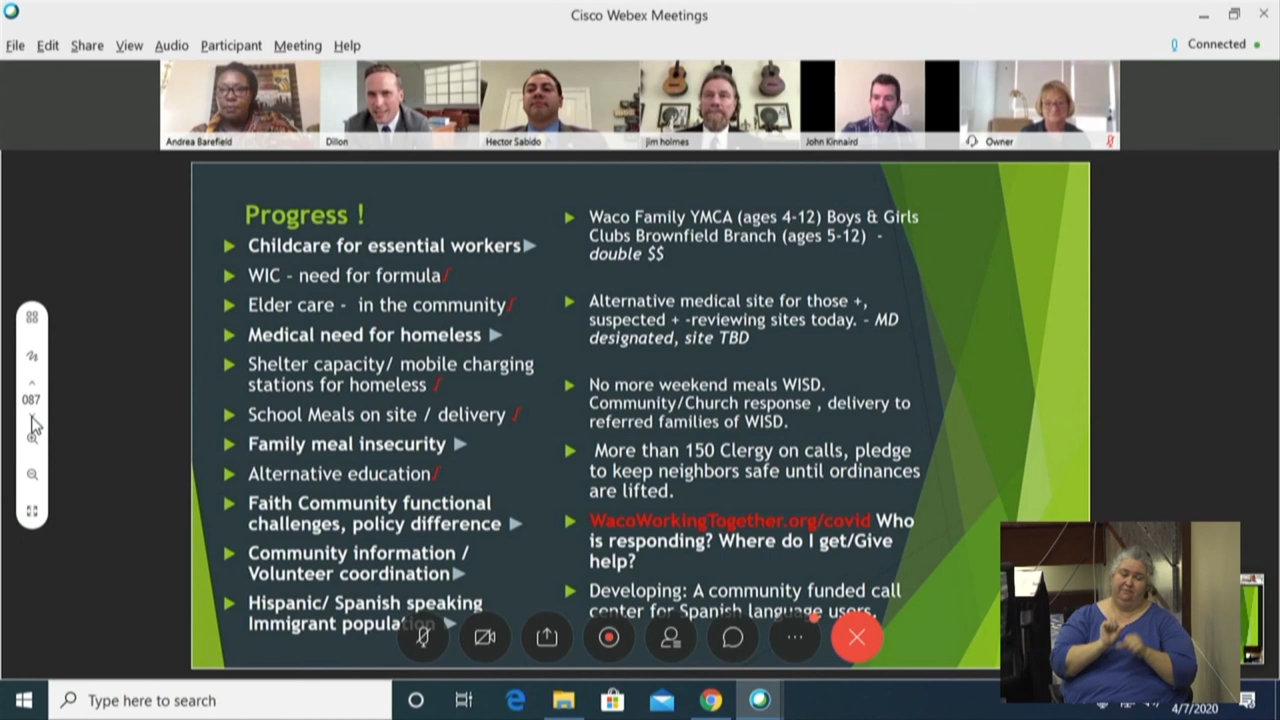 Cisco Webex Meetings
File Edit Share View Audio Participant Meeting Help
Connected
Andrea Barefield
Dillon
Hector Sabido
jim holmes
John Kinnaird
Owner
087
Progress !
Childcare for essential workers
WIC - need for formula
Elder care - in the community
Medical need for homeless
Shelter capacity/ mobile charging
stations for homeless
School Meals on site / delivery
Family meal insecurity
Alternative education
Faith Community functional
challenges, policy difference
Community information /
Volunteer coordination
Hispanic/ Spanish speaking
Immigrant population
Waco Family YMCA (ages 4-12) Boys & Girls
Clubs Brownfield Branch (ages 5-12) -
double $$
Alternative medical site for those +,
suspected + -reviewing sites today. - MD
designated, site TBD
No more weekend meals WISD.
Community/Church response , delivery to
referred families of WISD.
More than 150 Clergy on calls, pledge
to keep neighbors safe until ordinances
are lifted.
WacoWorkingTogether.org/covid Who
is responding? Where do I get/Give
help?
Developing: A community funded call
center for Spanish language users.
Type here to search
4/7/2020